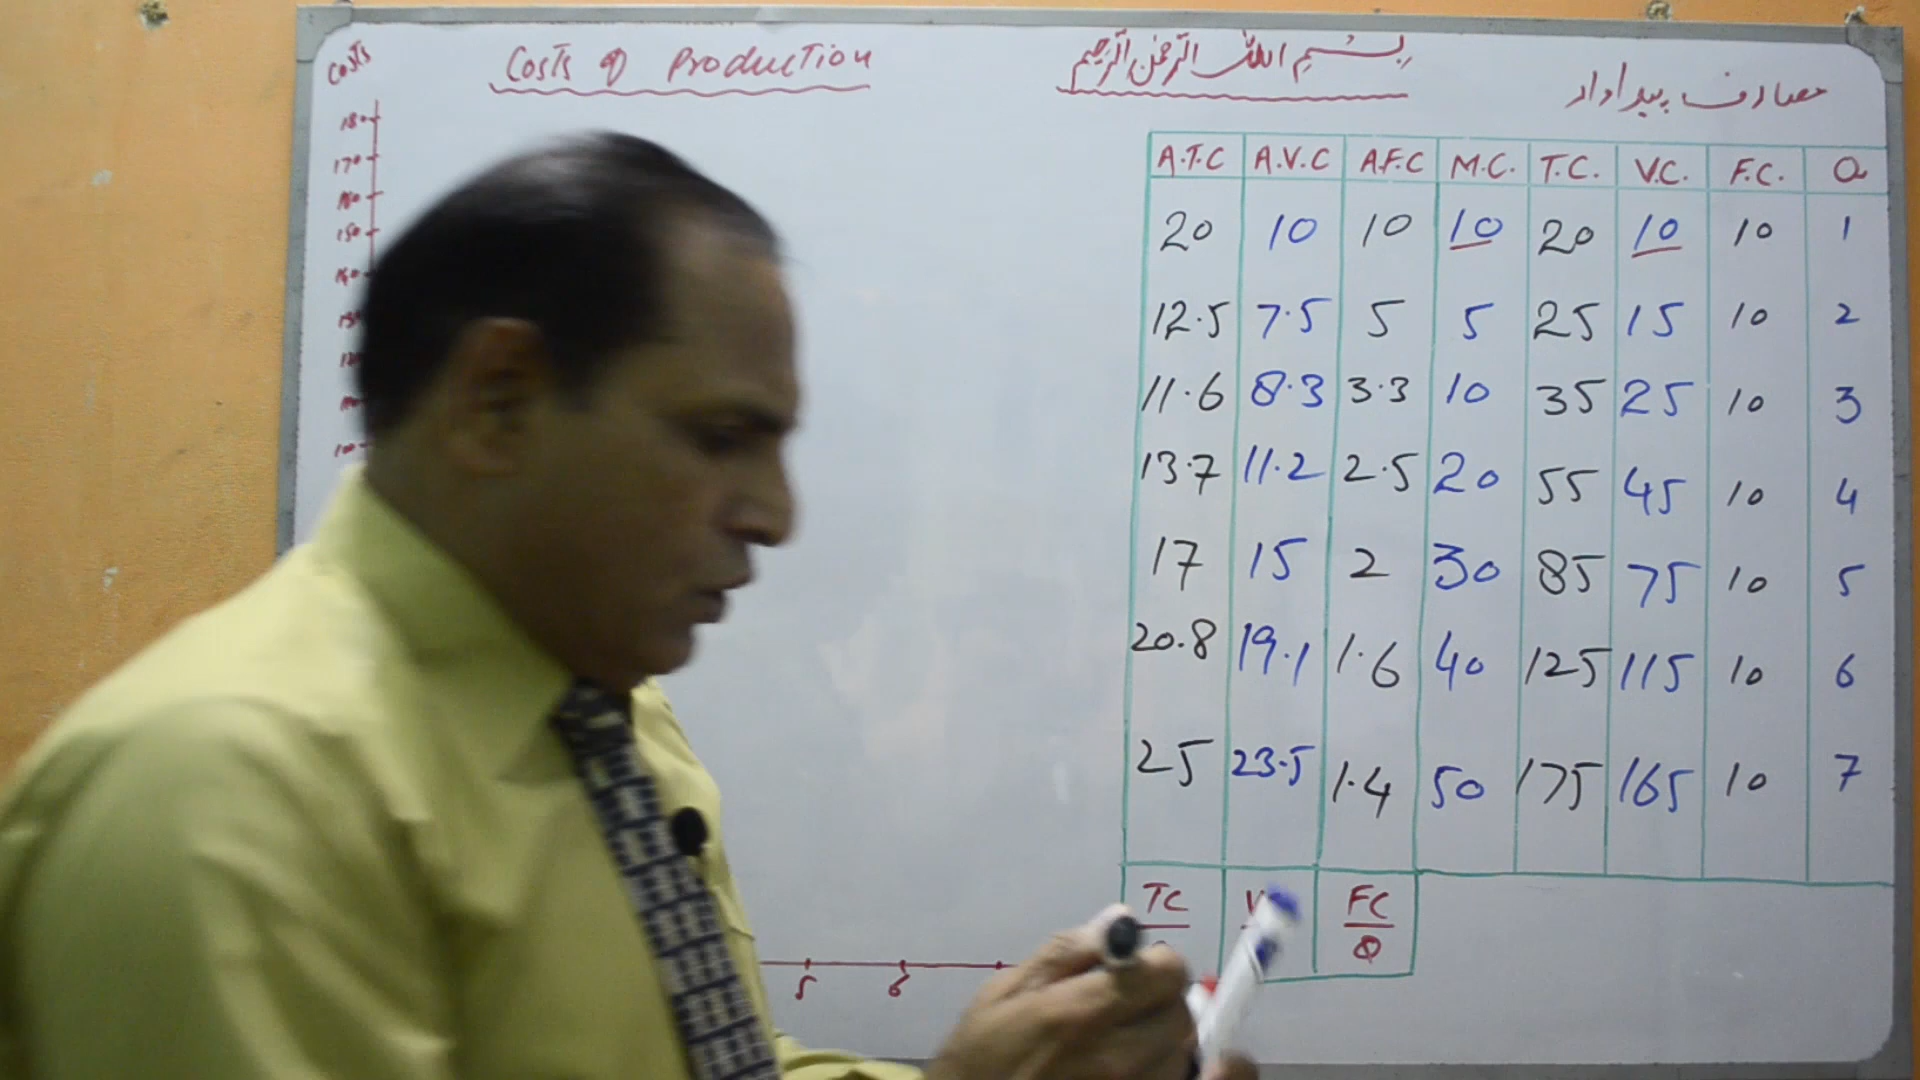 Costs
Costs of Production
بسم اللہ الرحمن الرحیم
مصارف پیداوار
180
170
160
150
140
100
A.T.C A.V.C A.F.C M.C. T.C. V.C. F.C. Q
20 10 10 10 20 10 10 1
12.5 7.5 5 5 25 15 10 2
11.6 8.3 3.3 10 35 25 10 3
13.7 11.2 2.5 20 55 45 10 4
17 15 2 30 85 75 10 5
20.8 19.1 1.6 40 125 115 10 6
25 23.5 1.4 50 175 165 10 7
TC V FC
Q
5 6